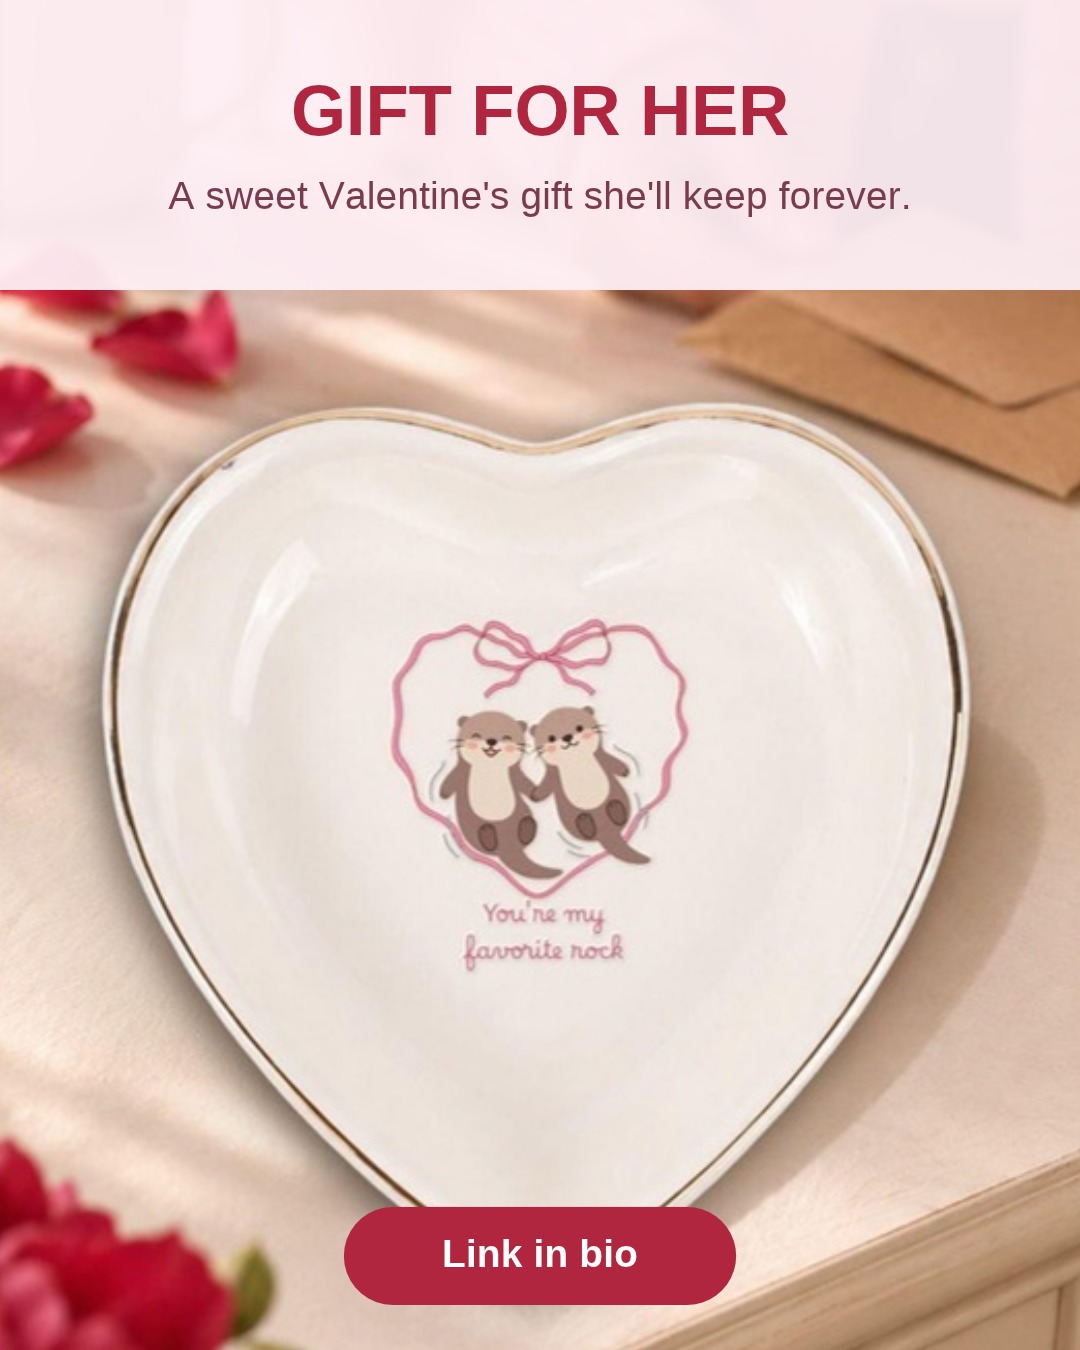 GIFT FOR HER
A sweet Valentine's gift she'll keep forever.
You're my
favorite rock
Link in bio